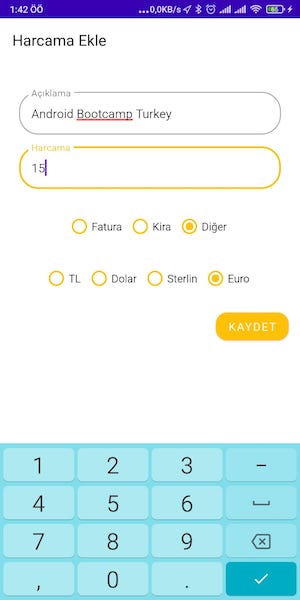 1:42 ÖÖ
...0,0KB/s
65
Harcama Ekle
Açıklama
Android Bootcamp Turkey
Harcama
15
Fatura Kira Diğer
TL Dolar Sterlin Euro
KAYDET
1 2 3 –
4 5 6
7 8 9
, 0 .